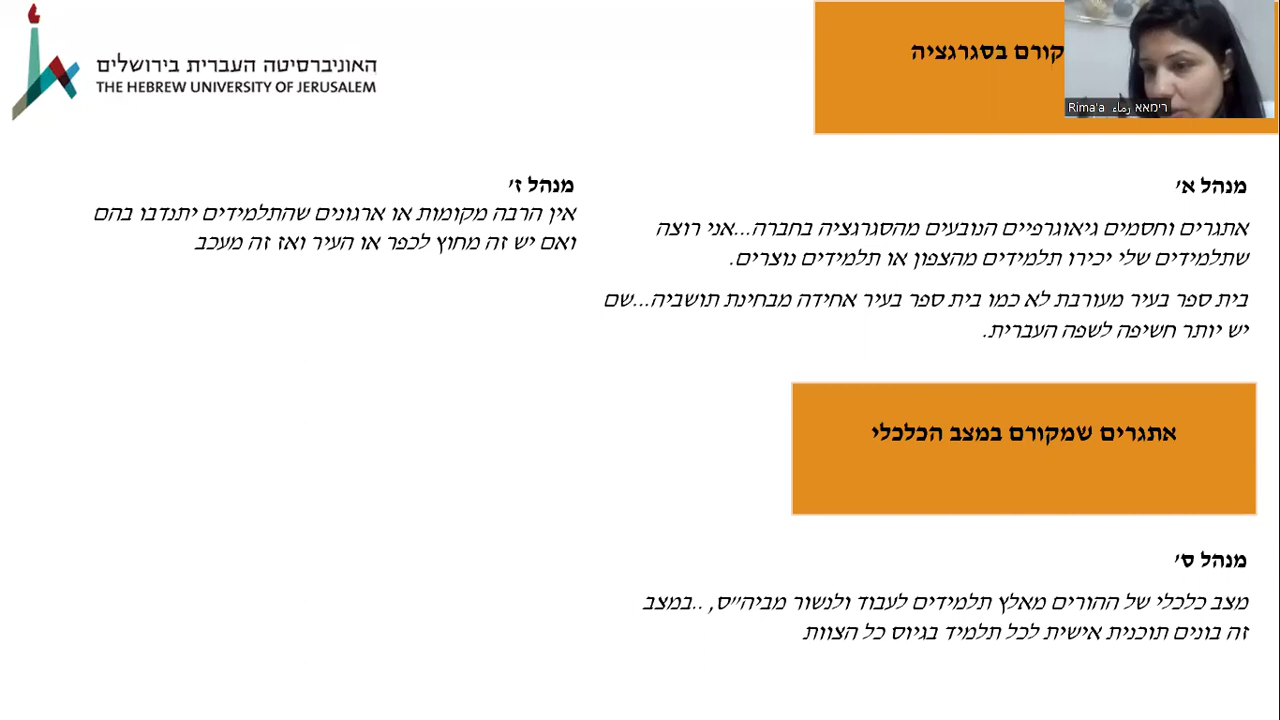 האוניברסיטה העברית בירושלים
THE HEBREW UNIVERSITY OF JERUSALEM
בסגרגציה
Rima'a رماء רימאא
מנהל א׳
אתגרים וחסמים גיאוגרפיים הנובעים מהסגרגציה בחברה...אני רוצה
שתלמידים שלי יכירו תלמידים מהצפון או תלמידים נוצרים.
בית ספר בעיר מעורבת לא כמו בית ספר בעיר אחידה מבחינת תושביה...שם
יש יותר חשיפה לשפה העברית.
מנהל ז׳
אין הרבה מקומות או ארגונים שהתלמידים יתנדבו בהם
ואם יש זה מחוץ לכפר או העיר ואז זה מעכב
אתגרים שמקורם במצב הכלכלי
מנהל ס׳
מצב כלכלי של ההורים מאלץ תלמידים לעבוד ולנשור מביה״ס, ..במצב
זה בונים תוכנית אישית לכל תלמיד בגיוס כל הצוות